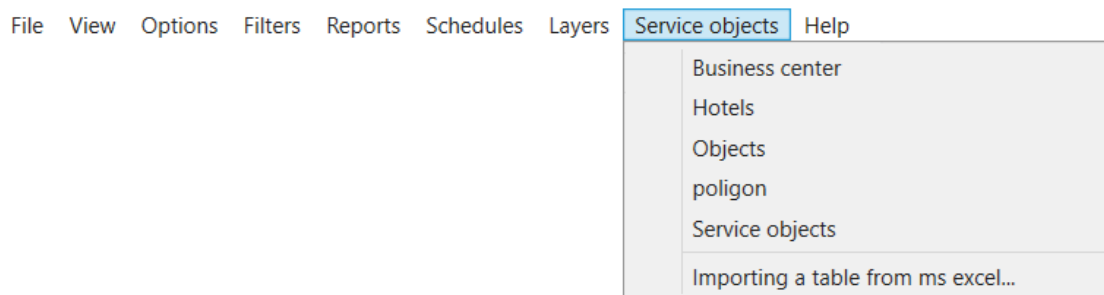 File View Options Filters Reports Schedules Layers Service objects Help
Business center
Hotels
Objects
poligon
Service objects
Importing a table from ms excel...